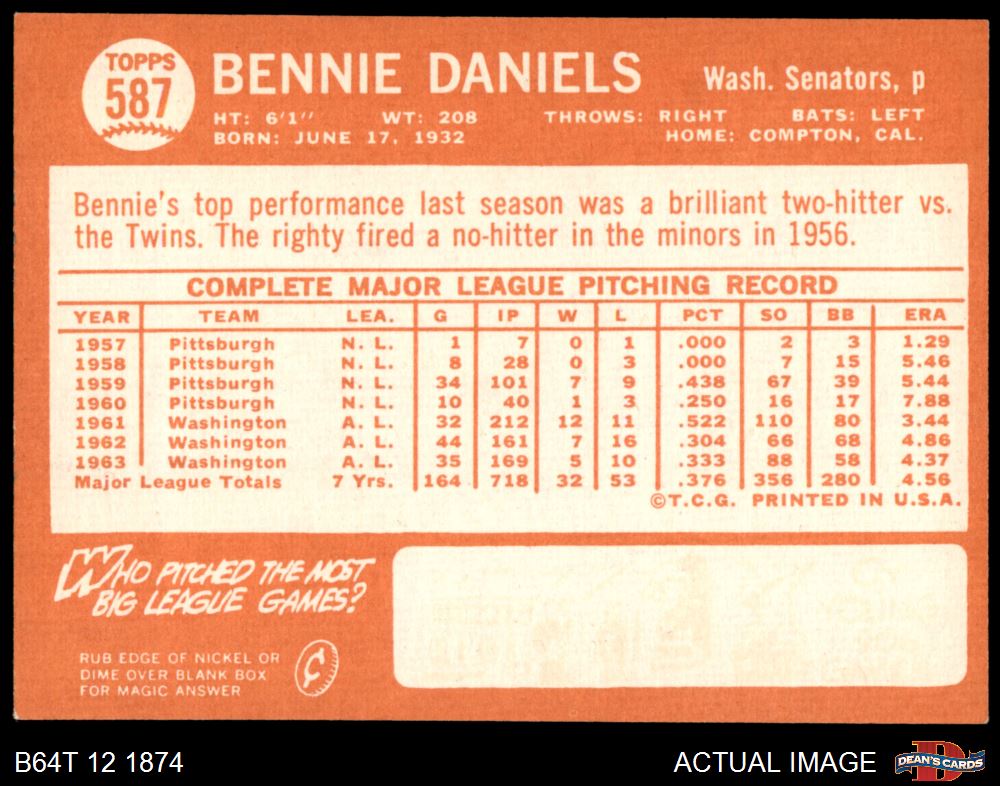 TOPPS
587
BENNIE DANIELS
Wash. Senators, p
HT: 6'1" WT: 208 THROWS: RIGHT BATS: LEFT
BORN: JUNE 17, 1932 HOME: COMPTON, CAL.
Bennie's top performance last season was a brilliant two-hitter vs.
the Twins. The righty fired a no-hitter in the minors in 1956.
COMPLETE MAJOR LEAGUE PITCHING RECORD
YEAR TEAM LEA. G IP W L PCT SO BB ERA
1957 Pittsburgh N. L. 1 7 0 1 .000 2 3 1.29
1958 Pittsburgh N. L. 8 28 0 3 .000 7 15 5.46
1959 Pittsburgh N. L. 34 101 7 9 .438 67 39 5.44
1960 Pittsburgh N. L. 10 40 1 3 .250 16 17 7.88
1961 Washington A. L. 32 212 12 11 .522 110 80 3.44
1962 Washington A. L. 44 161 7 16 .304 66 68 4.86
1963 Washington A. L. 35 169 5 10 .333 88 58 4.37
Major League Totals 7 Yrs. 164 718 32 53 .376 356 280 4.56
©T.C.G. PRINTED IN U.S.A.
WHO PITCHED THE MOST
BIG LEAGUE GAMES?
RUB EDGE OF NICKEL OR
DIME OVER BLANK BOX
FOR MAGIC ANSWER
¢
B64T 12 1874
ACTUAL IMAGE
D
DEAN'S CARDS